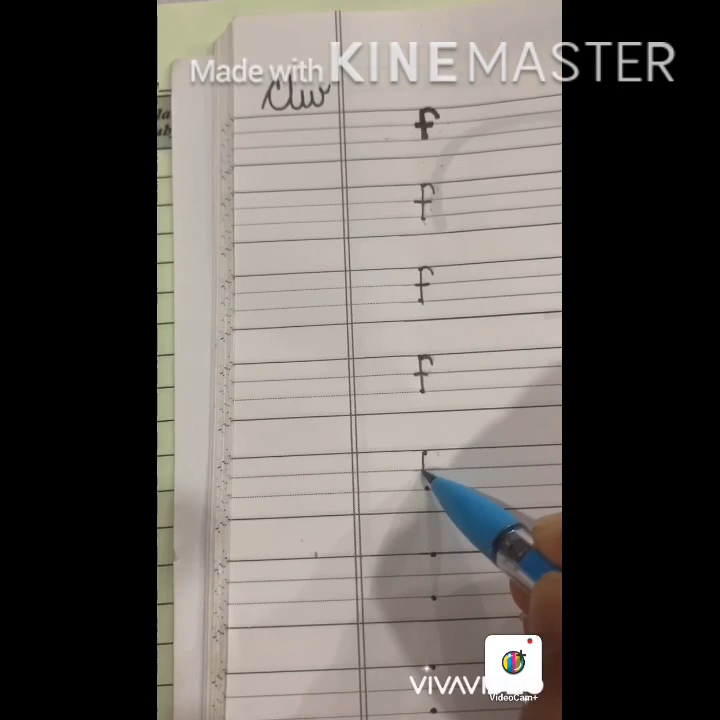 Made with KINEMASTER
C/w
f
f
f
f
VIVAVIDEO
VideoCam+